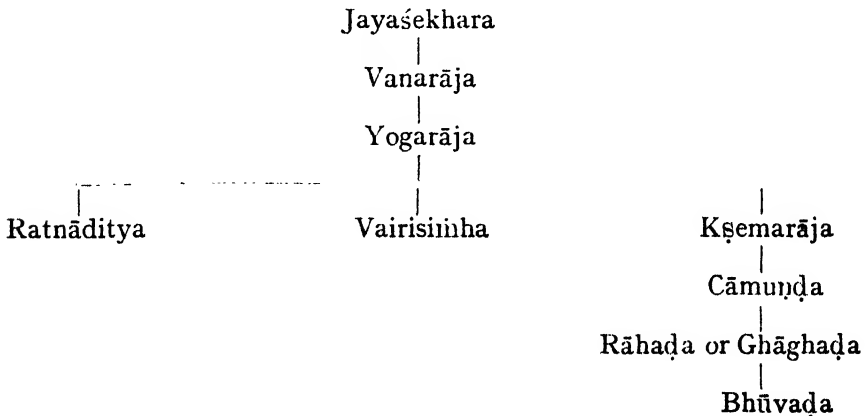 Jayaśekhara
Vanarāja
Yogarāja
Ratnāditya Vairisiṁha Kṣemarāja
Cāmuṇḍa
Rāhaḍa or Ghāghaḍa
Bhūvaḍa